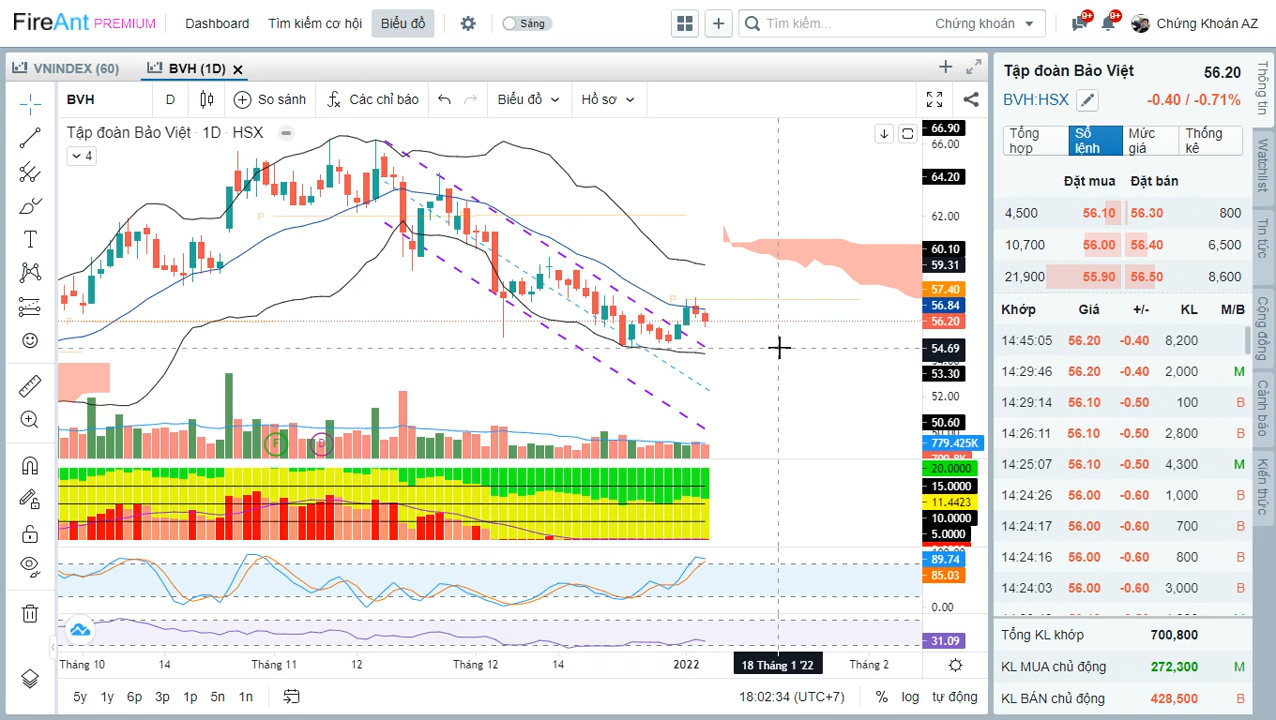 FireAnt PREMIUM Dashboard Tìm kiếm cơ hội Biểu đồ Sáng Tìm kiếm... Chứng khoán 9+ 9+ Chứng Khoán AZ
VNINDEX (60) BVH (1D)
BVH D So sánh Các chỉ báo Biểu đồ Hồ sơ
Tập đoàn Bảo Việt · 1D · HSX
4
66.90
66.00
64.20
62.00
60.10
59.31
57.40
56.84
56.20
54.69
53.30
52.00
50.60
779.425K
P
P
P
F
D
20.0000
15.0000
11.4423
10.0000
5.0000
89.74
85.03
0.00
31.09
Tháng 10 14 Tháng 11 12 Tháng 12 14 2022 18 Tháng 1 '22 Tháng 2
5y 1y 6p 3p 1p 5n 1n 18:02:34 (UTC+7) % log tự động
Tập đoàn Bảo Việt 56.20
BVH:HSX -0.40 / -0.71%
Tổng hợp
Sổ lệnh
Mức giá
Thống kê
Đặt mua Đặt bán
4,500 56.10 56.30 800
10,700 56.00 56.40 6,500
21,900 55.90 56.50 8,600
Khớp Giá +/- KL M/B
14:45:05 56.20 -0.40 8,200
14:29:46 56.20 -0.40 2,000 M
14:29:14 56.10 -0.50 100 B
14:26:11 56.10 -0.50 2,800 B
14:25:07 56.10 -0.50 4,300 M
14:24:26 56.00 -0.60 1,000 B
14:24:17 56.00 -0.60 700 B
14:24:16 56.00 -0.60 800 B
14:24:03 56.00 -0.60 3,000 B
Tổng KL khớp 700,800
KL MUA chủ động 272,300 M
KL BÁN chủ động 428,500 B
Thông tin
Watchlist
Tin tức
Cộng đồng
Cảnh báo
Kiến thức